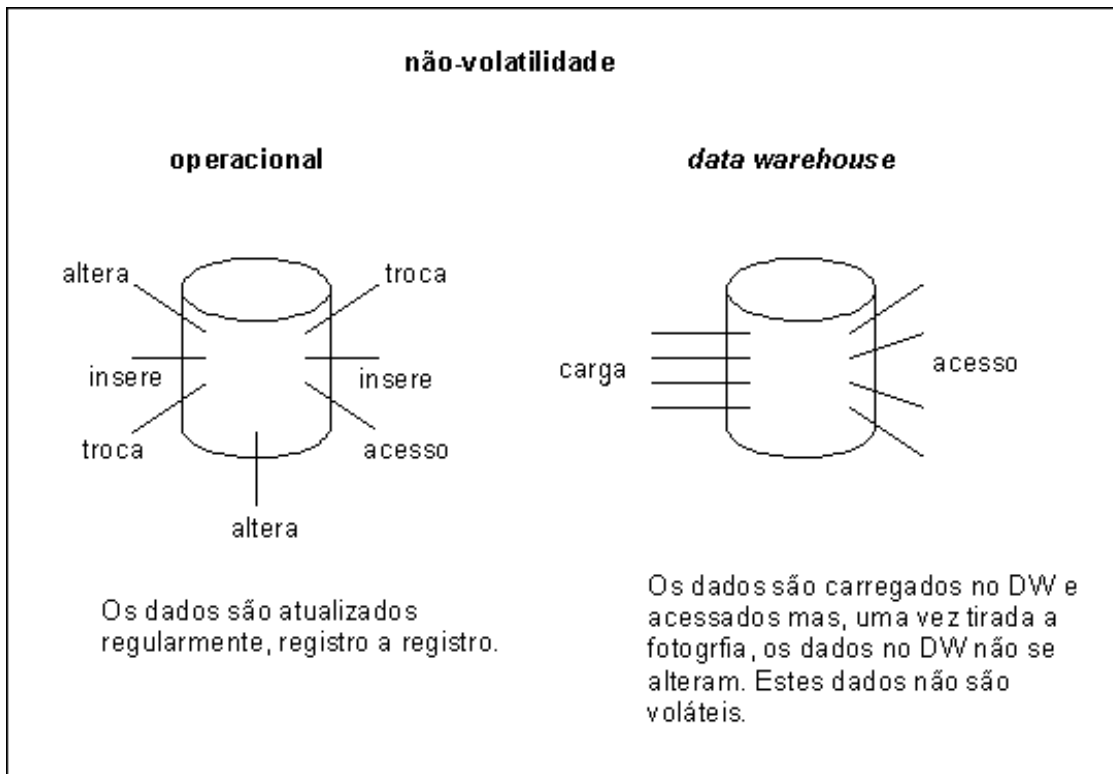 não-volatilidade
operacional
data warehouse
altera
troca
insere
insere
troca
acesso
altera
carga
acesso
Os dados são atualizados
regularmente, registro a registro.
Os dados são carregados no DW e
acessados mas, uma vez tirada a
fotogrfia, os dados no DW não se
alteram. Estes dados não são
voláteis.